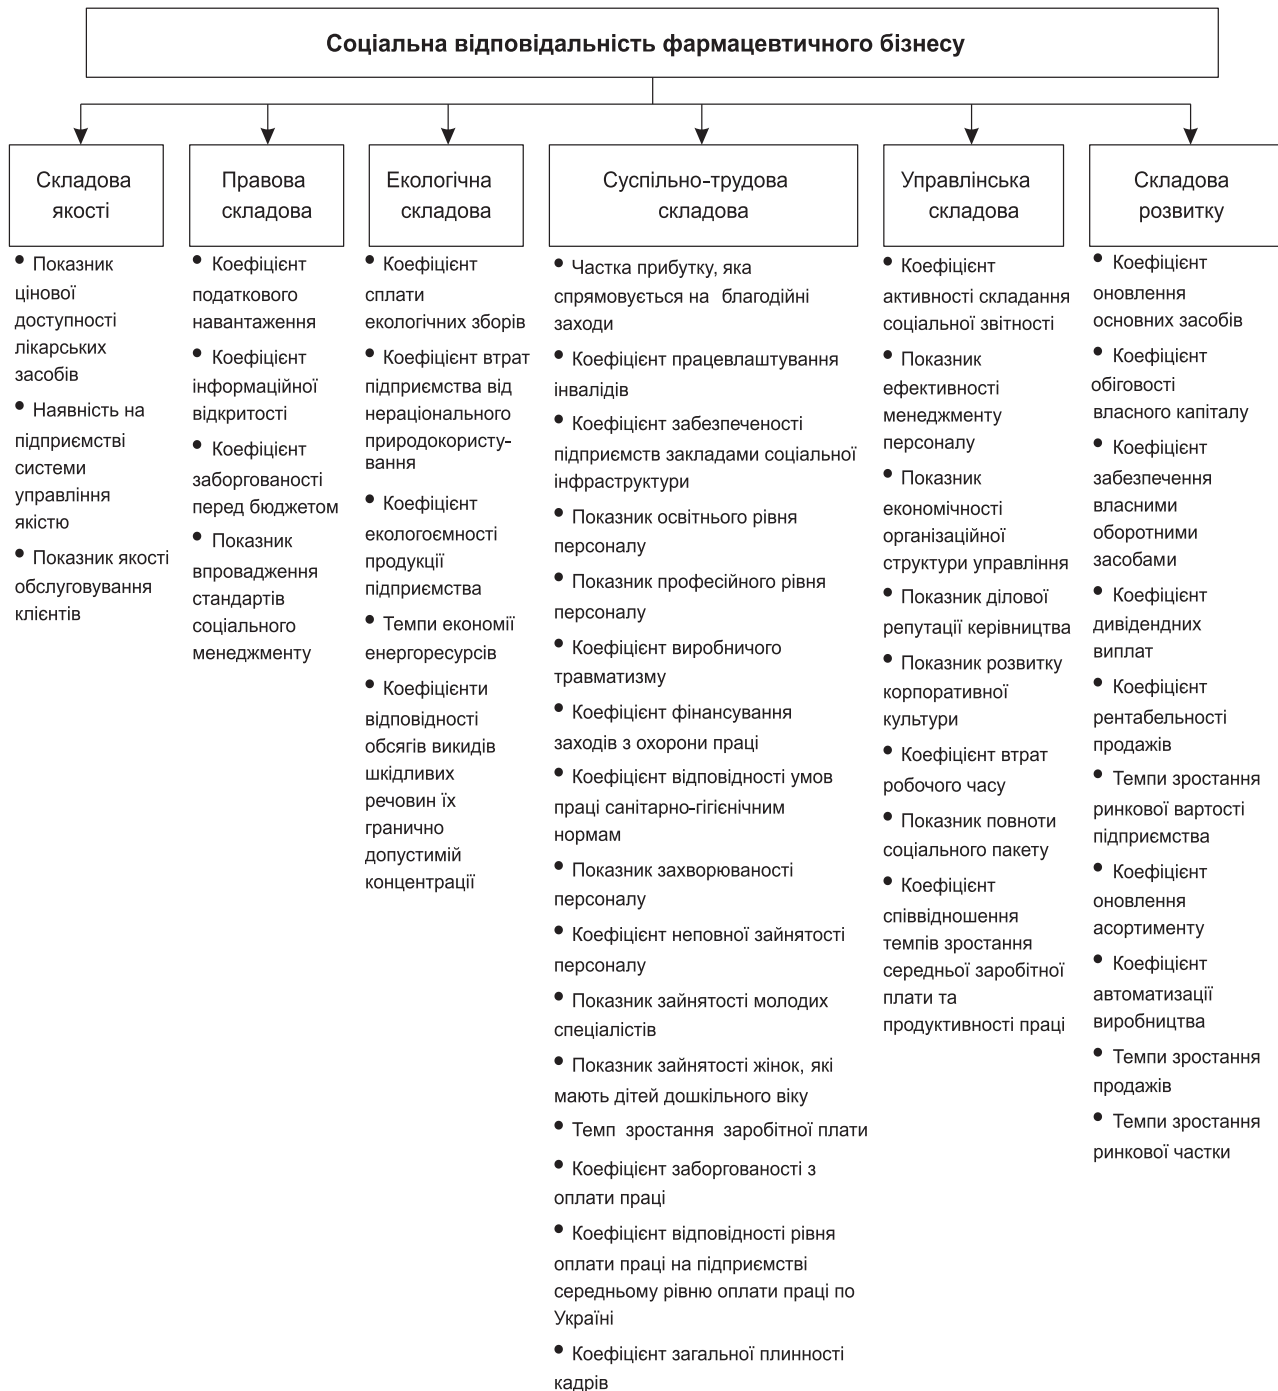 Соціальна відповідальність фармацевтичного бізнесу
Складова
якості
• Показник
цінової
доступності
лікарських
засобів
• Наявність на
підприємстві
системи
управління
якістю
• Показник якості
обслуговування
клієнтів
Правова
складова
• Коефіцієнт
податкового
навантаження
• Коефіцієнт
інформаційної
відкритості
• Коефіцієнт
заборгованості
перед бюджетом
• Показник
впровадження
стандартів
соціального
менеджменту
Екологічна
складова
• Коефіцієнт
сплати
екологічних зборів
• Коефіцієнт втрат
підприємства від
нераціонального
природокористу-
вання
• Коефіцієнт
екологоємності
продукції
підприємства
• Темпи економії
енергоресурсів
• Коефіцієнти
відповідності
обсягів викидів
шкідливих
речовин їх
гранично
допустимій
концентрації
Суспільно-трудова
складова
• Частка прибутку, яка
спрямовується на благодійні
заходи
• Коефіцієнт працевлаштування
інвалідів
• Коефіцієнт забезпеченості
підприємств закладами соціальної
інфраструктури
• Показник освітнього рівня
персоналу
• Показник професійного рівня
персоналу
• Коефіцієнт виробничого
травматизму
• Коефіцієнт фінансування
заходів з охорони праці
• Коефіцієнт відповідності умов
праці санітарно-гігієнічним
нормам
• Показник захворюваності
персоналу
• Коефіцієнт неповної зайнятості
персоналу
• Показник зайнятості молодих
спеціалістів
• Показник зайнятості жінок, які
мають дітей дошкільного віку
• Темп зростання заробітної плати
• Коефіцієнт заборгованості з
оплати праці
• Коефіцієнт відповідності рівня
оплати праці на підприємстві
середньому рівню оплати праці по
Україні
• Коефіцієнт загальної плинності
кадрів
Управлінська
складова
• Коефіцієнт
активності складання
соціальної звітності
• Показник
ефективності
менеджменту
персоналу
• Показник
економічності
організаційної
структури управління
• Показник ділової
репутації керівництва
• Показник розвитку
корпоративної
культури
• Коефіцієнт втрат
робочого часу
• Показник повноти
соціального пакету
• Коефіцієнт
співвідношення
темпів зростання
середньої заробітної
плати та
продуктивності праці
Складова
розвитку
• Коефіцієнт
оновлення
основних засобів
• Коефіцієнт
обіговості
власного капіталу
• Коефіцієнт
забезпечення
власними
оборотними
засобами
• Коефіцієнт
дивідендних
виплат
• Коефіцієнт
рентабельності
продажів
• Темпи зростання
ринкової вартості
підприємства
• Коефіцієнт
оновлення
асортименту
• Коефіцієнт
автоматизації
виробництва
• Темпи зростання
продажів
• Темпи зростання
ринкової частки